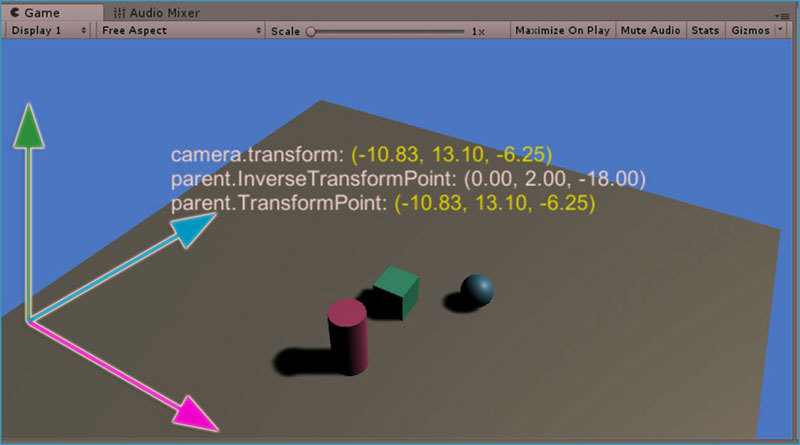 Game Audio Mixer
Display 1 Free Aspect Scale 1x Maximize On Play Mute Audio Stats Gizmos
camera.transform: (-10.83, 13.10, -6.25)
parent.InverseTransformPoint: (0.00, 2.00, -18.00)
parent.TransformPoint: (-10.83, 13.10, -6.25)